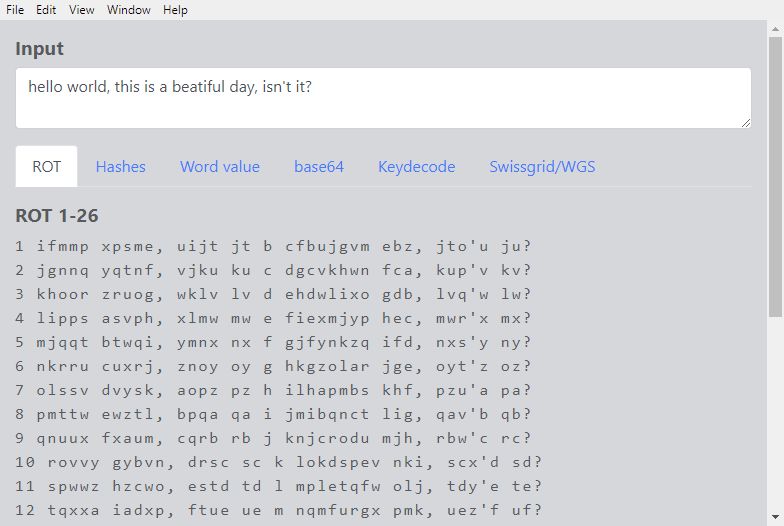 File Edit View Window Help
Input
hello world, this is a beatiful day, isn't it?
ROT Hashes Word value base64 Keydecode Swissgrid/WGS
ROT 1-26
1 ifmmp xpsme, uijt jt b cfbujgvm ebz, jto'u ju?
2 jgnnq yqtnf, vjku ku c dgcvkhwn fca, kup'v kv?
3 khoor zruog, wklv lv d ehdwlixo gdb, lvq'w lw?
4 lipps asvph, xlmw mw e fiexmjyp hec, mwr'x mx?
5 mjqqt btwqi, ymnx nx f gjfynkzq ifd, nxs'y ny?
6 nkrru cuxrj, znoy oy g hkgzolar jge, oyt'z oz?
7 olssv dvysk, aopz pz h ilhapmbs khf, pzu'a pa?
8 pmttw ewztl, bpqa qa i jmibqnct lig, qav'b qb?
9 qnuux fxaum, cqrb rb j knjcrodu mjh, rbw'c rc?
10 rovvy gybvn, drsc sc k lokdspev nki, scx'd sd?
11 spwwz hzcwo, estd td l mpletqfw olj, tdy'e te?
12 tqxxa iadxp, ftue ue m nqmfurgx pmk, uez'f uf?